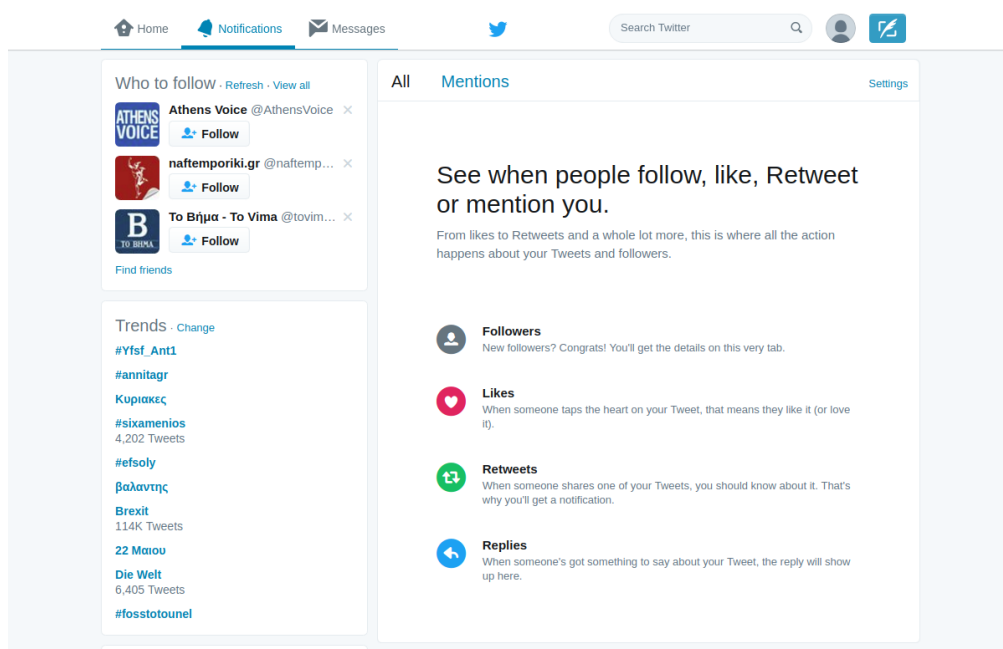 Home
Notifications
Messages
Search Twitter
Who to follow · Refresh · View all
ATHENS
VOICE
Athens Voice @AthensVoice
Follow
naftemporiki.gr @naftemp…
Follow
B
ΤΟ ΒΗΜΑ
Το Βήμα - To Vima @tovim…
Follow
Find friends
Trends · Change
#Yfsf_Ant1
#annitagr
Κυριακες
#sixamenios
4,202 Tweets
#efsoly
βαλαντης
Brexit
114K Tweets
22 Μαιου
Die Welt
6,405 Tweets
#fosstotounel
All
Mentions
Settings
See when people follow, like, Retweet
or mention you.
From likes to Retweets and a whole lot more, this is where all the action
happens about your Tweets and followers.
Followers
New followers? Congrats! You'll get the details on this very tab.
Likes
When someone taps the heart on your Tweet, that means they like it (or love
it).
Retweets
When someone shares one of your Tweets, you should know about it. That's
why you'll get a notification.
Replies
When someone's got something to say about your Tweet, the reply will show
up here.